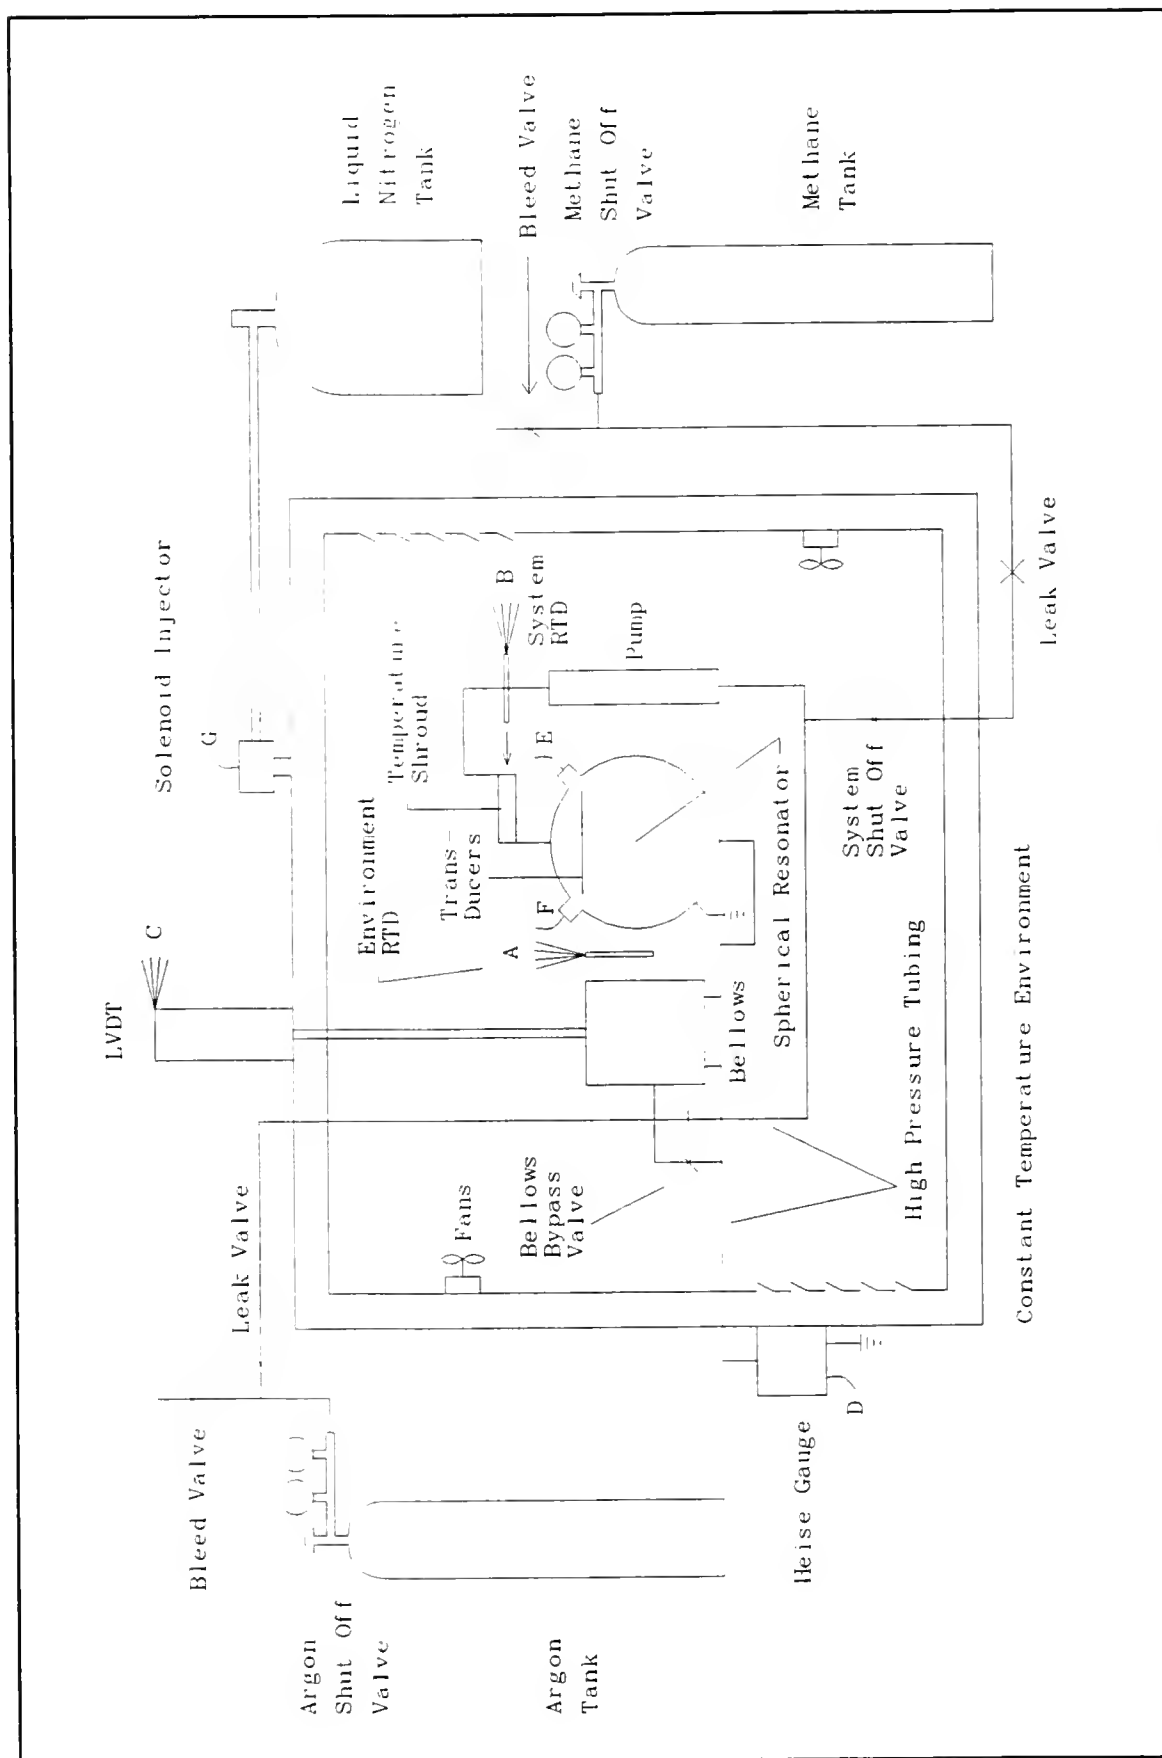 LVDT
C
Solenoid Injector
G
Liquid
Nitrogen
Tank
Bleed Valve
Leak Valve
Argon
Shut Off
Valve
Environment
RTD
Temperature
Shroud
Trans-
Ducers
B
System
RTD
Bleed Valve
Methane
Shut Off
Valve
Fans
A
F
E
Pump
Bellows
Bypass
Valve
Argon
Tank
Bellows
Spherical Resonator
Methane
Tank
Heise Gauge
D
System
Shut Off
Valve
High Pressure Tubing
Constant Temperature Environment
Leak Valve